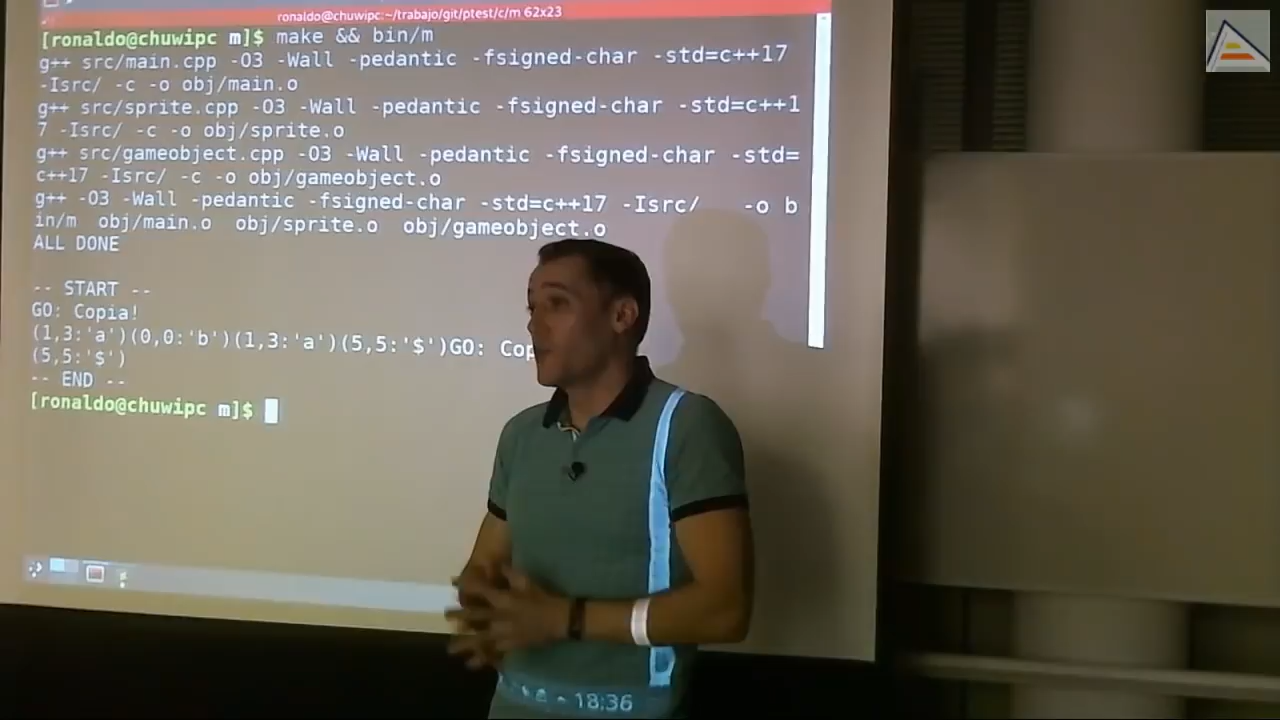 ronaldo@chuwipc:~/trabajo/git/ptest/c/m 62x23
[ronaldo@chuwipc m]$ make && bin/m
g++ src/main.cpp -O3 -Wall -pedantic -fsigned-char -std=c++17
-Isrc/ -c -o obj/main.o
g++ src/sprite.cpp -O3 -Wall -pedantic -fsigned-char -std=c++1
7 -Isrc/ -c -o obj/sprite.o
g++ src/gameobject.cpp -O3 -Wall -pedantic -fsigned-char -std=
c++17 -Isrc/ -c -o obj/gameobject.o
g++ -O3 -Wall -pedantic -fsigned-char -std=c++17 -Isrc/ -o b
in/m obj/main.o obj/sprite.o obj/gameobject.o
ALL DONE
-- START --
GO: Copia!
(1,3:'a')(0,0:'b')(1,3:'a')(5,5:'$')GO: Cop
(5,5:'$')
-- END --
[ronaldo@chuwipc m]$
18:36